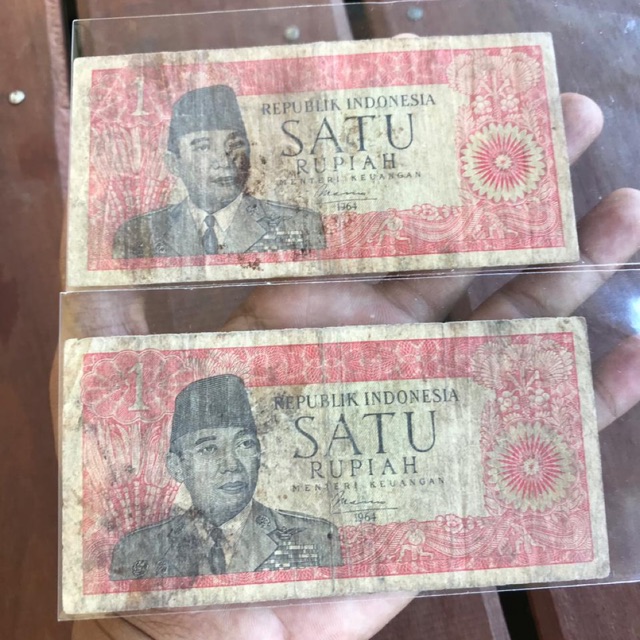 1
REPUBLIK INDONESIA
SATU
RUPIAH
MENTERI KEUANGAN
1964
1
REPUBLIK INDONESIA
SATU
RUPIAH
MENTERI KEUANGAN
1964